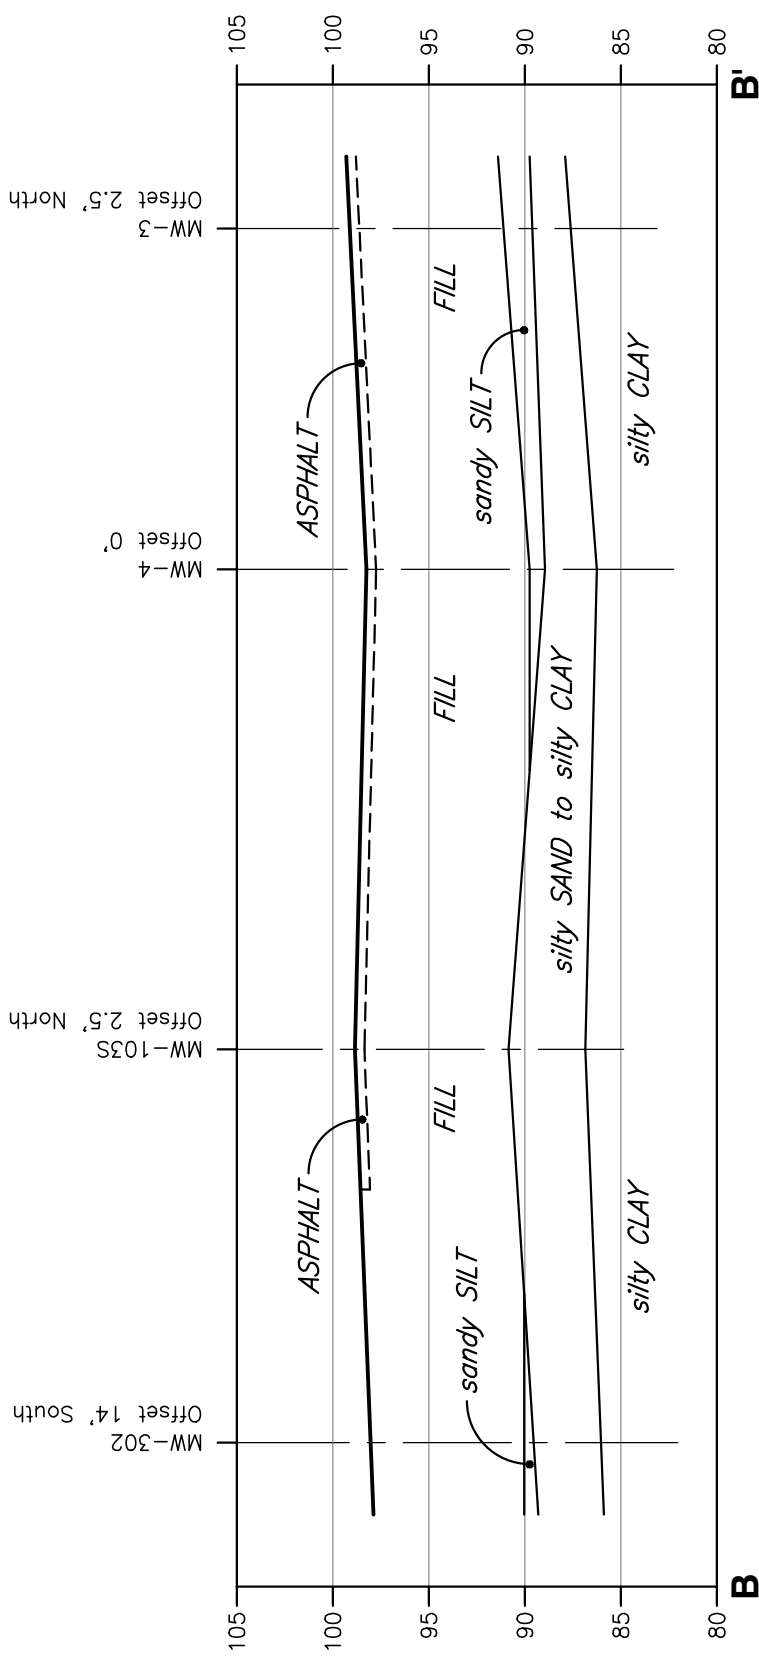 MW-302
Offset 14' South
MW-103S
Offset 2.5' North
MW-4
Offset 0'
MW-3
Offset 2.5' North
105
100
95
90
85
80
105
100
95
90
85
80
ASPHALT
ASPHALT
FILL
FILL
FILL
sandy SILT
sandy SILT
silty SAND to silty CLAY
silty CLAY
silty CLAY
B
B'